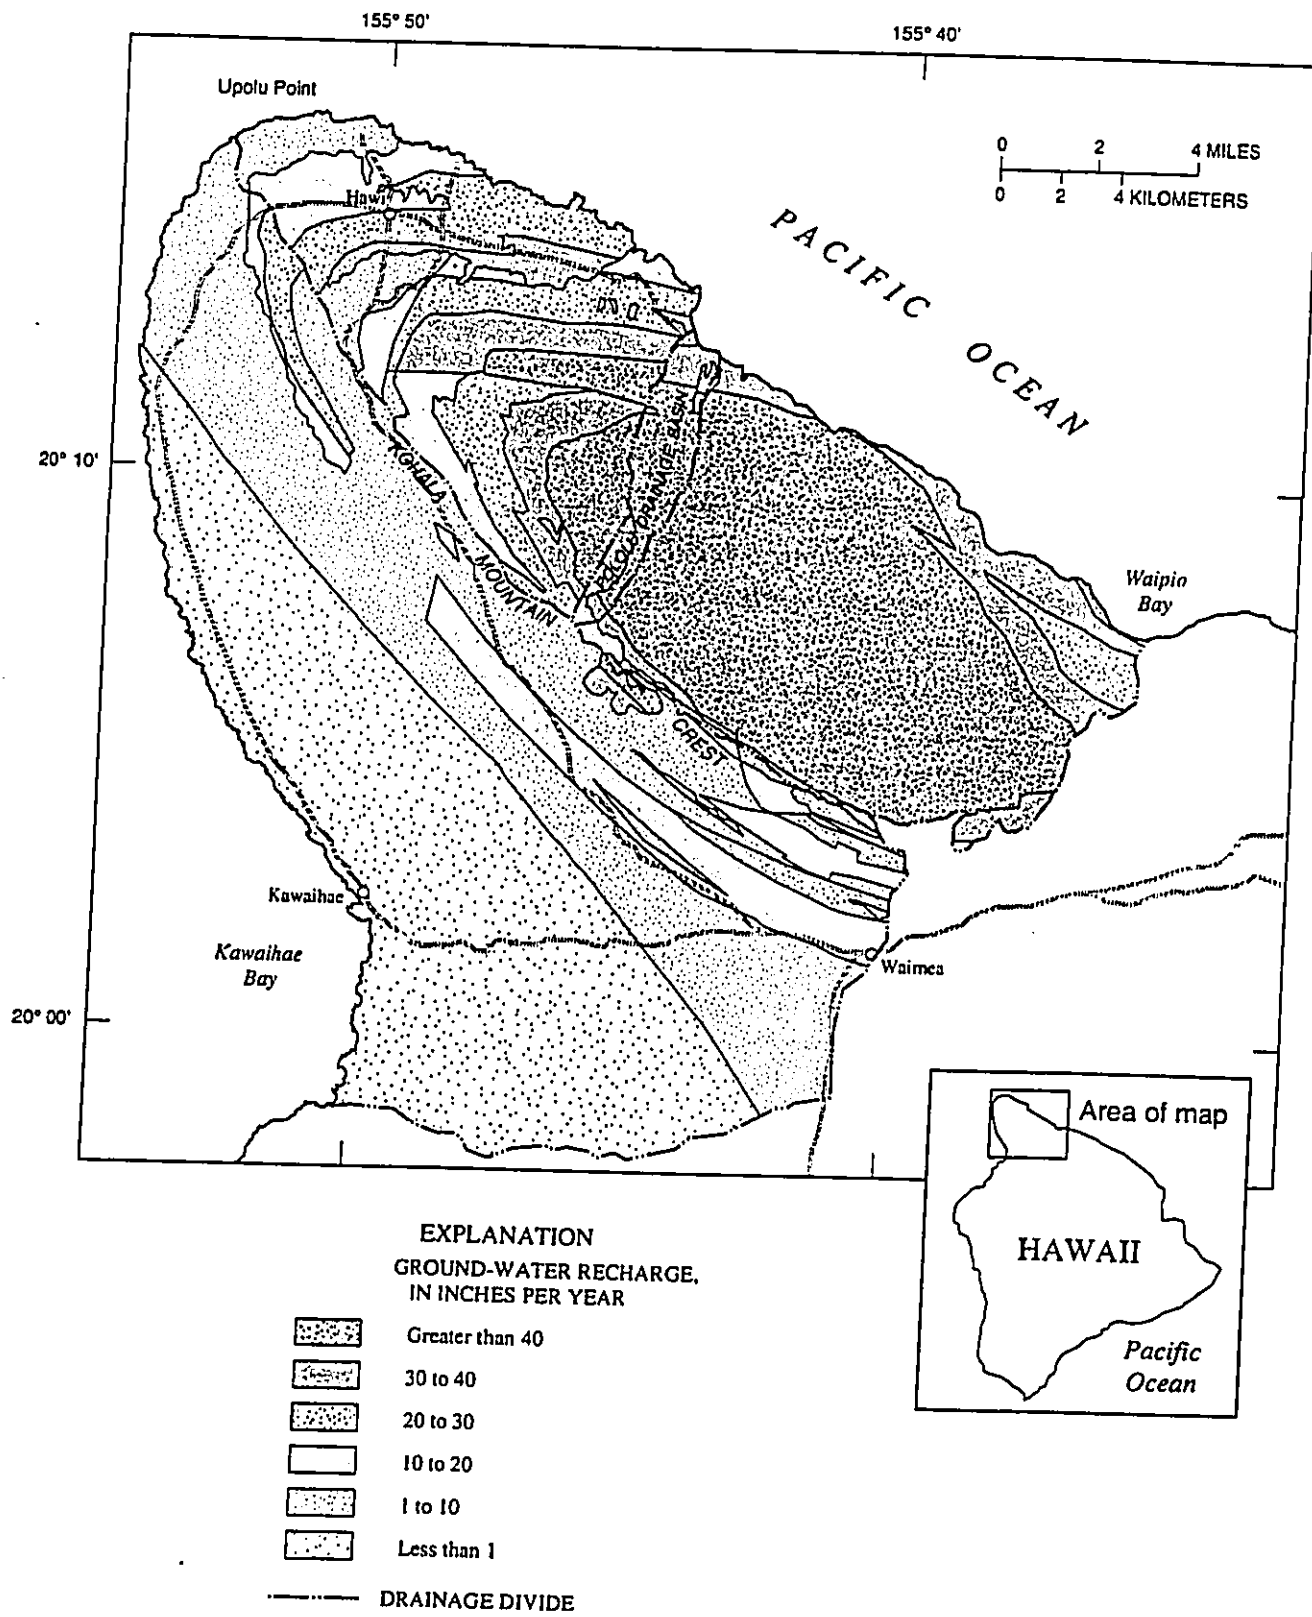 155° 50'
155° 40'
Upolu Point
0 2 4 MILES
0 2 4 KILOMETERS
Hawi
PACIFIC OCEAN
20° 10'
KOHALA MOUNTAIN CREST
DRAINAGE BASIN
Waipio
Bay
Kawaihae
Kawaihae
Bay
Waimea
20° 00'
Area of map
HAWAII
Pacific
Ocean
EXPLANATION
GROUND-WATER RECHARGE,
IN INCHES PER YEAR
Greater than 40
30 to 40
20 to 30
10 to 20
1 to 10
Less than 1
DRAINAGE DIVIDE